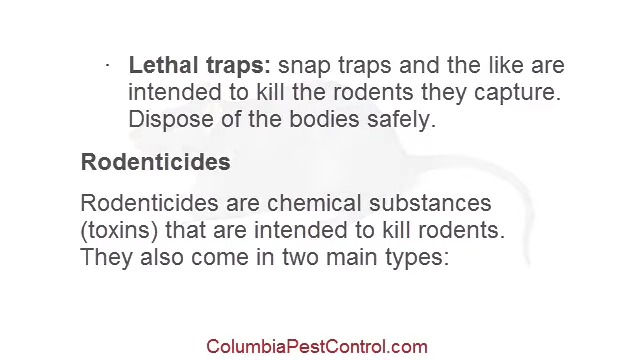 · Lethal traps: snap traps and the like are
intended to kill the rodents they capture.
Dispose of the bodies safely.
Rodenticides
Rodenticides are chemical substances
(toxins) that are intended to kill rodents.
They also come in two main types:
ColumbiaPestControl.com